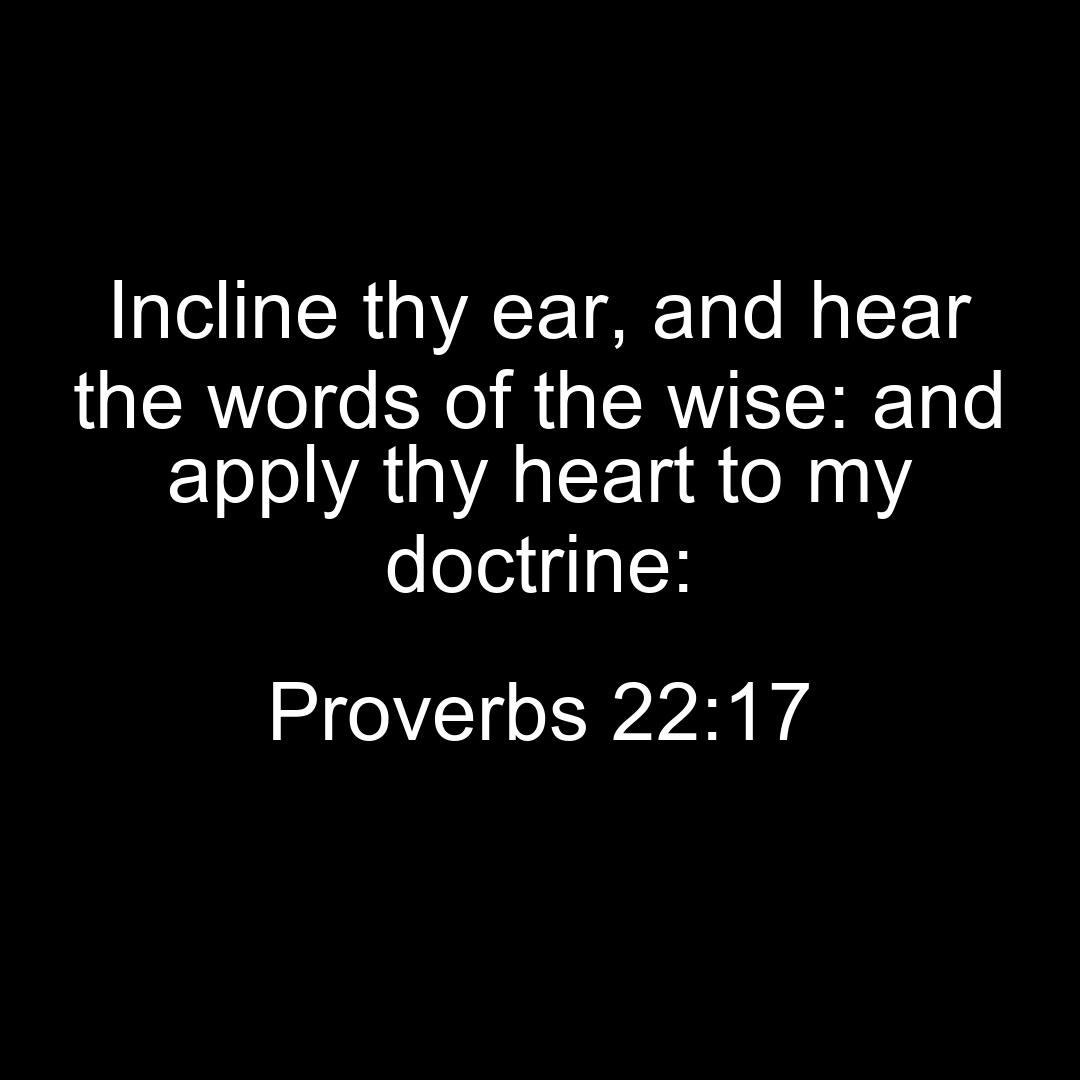 Incline thy ear, and hear
the words of the wise: and
apply thy heart to my
doctrine:
Proverbs 22:17